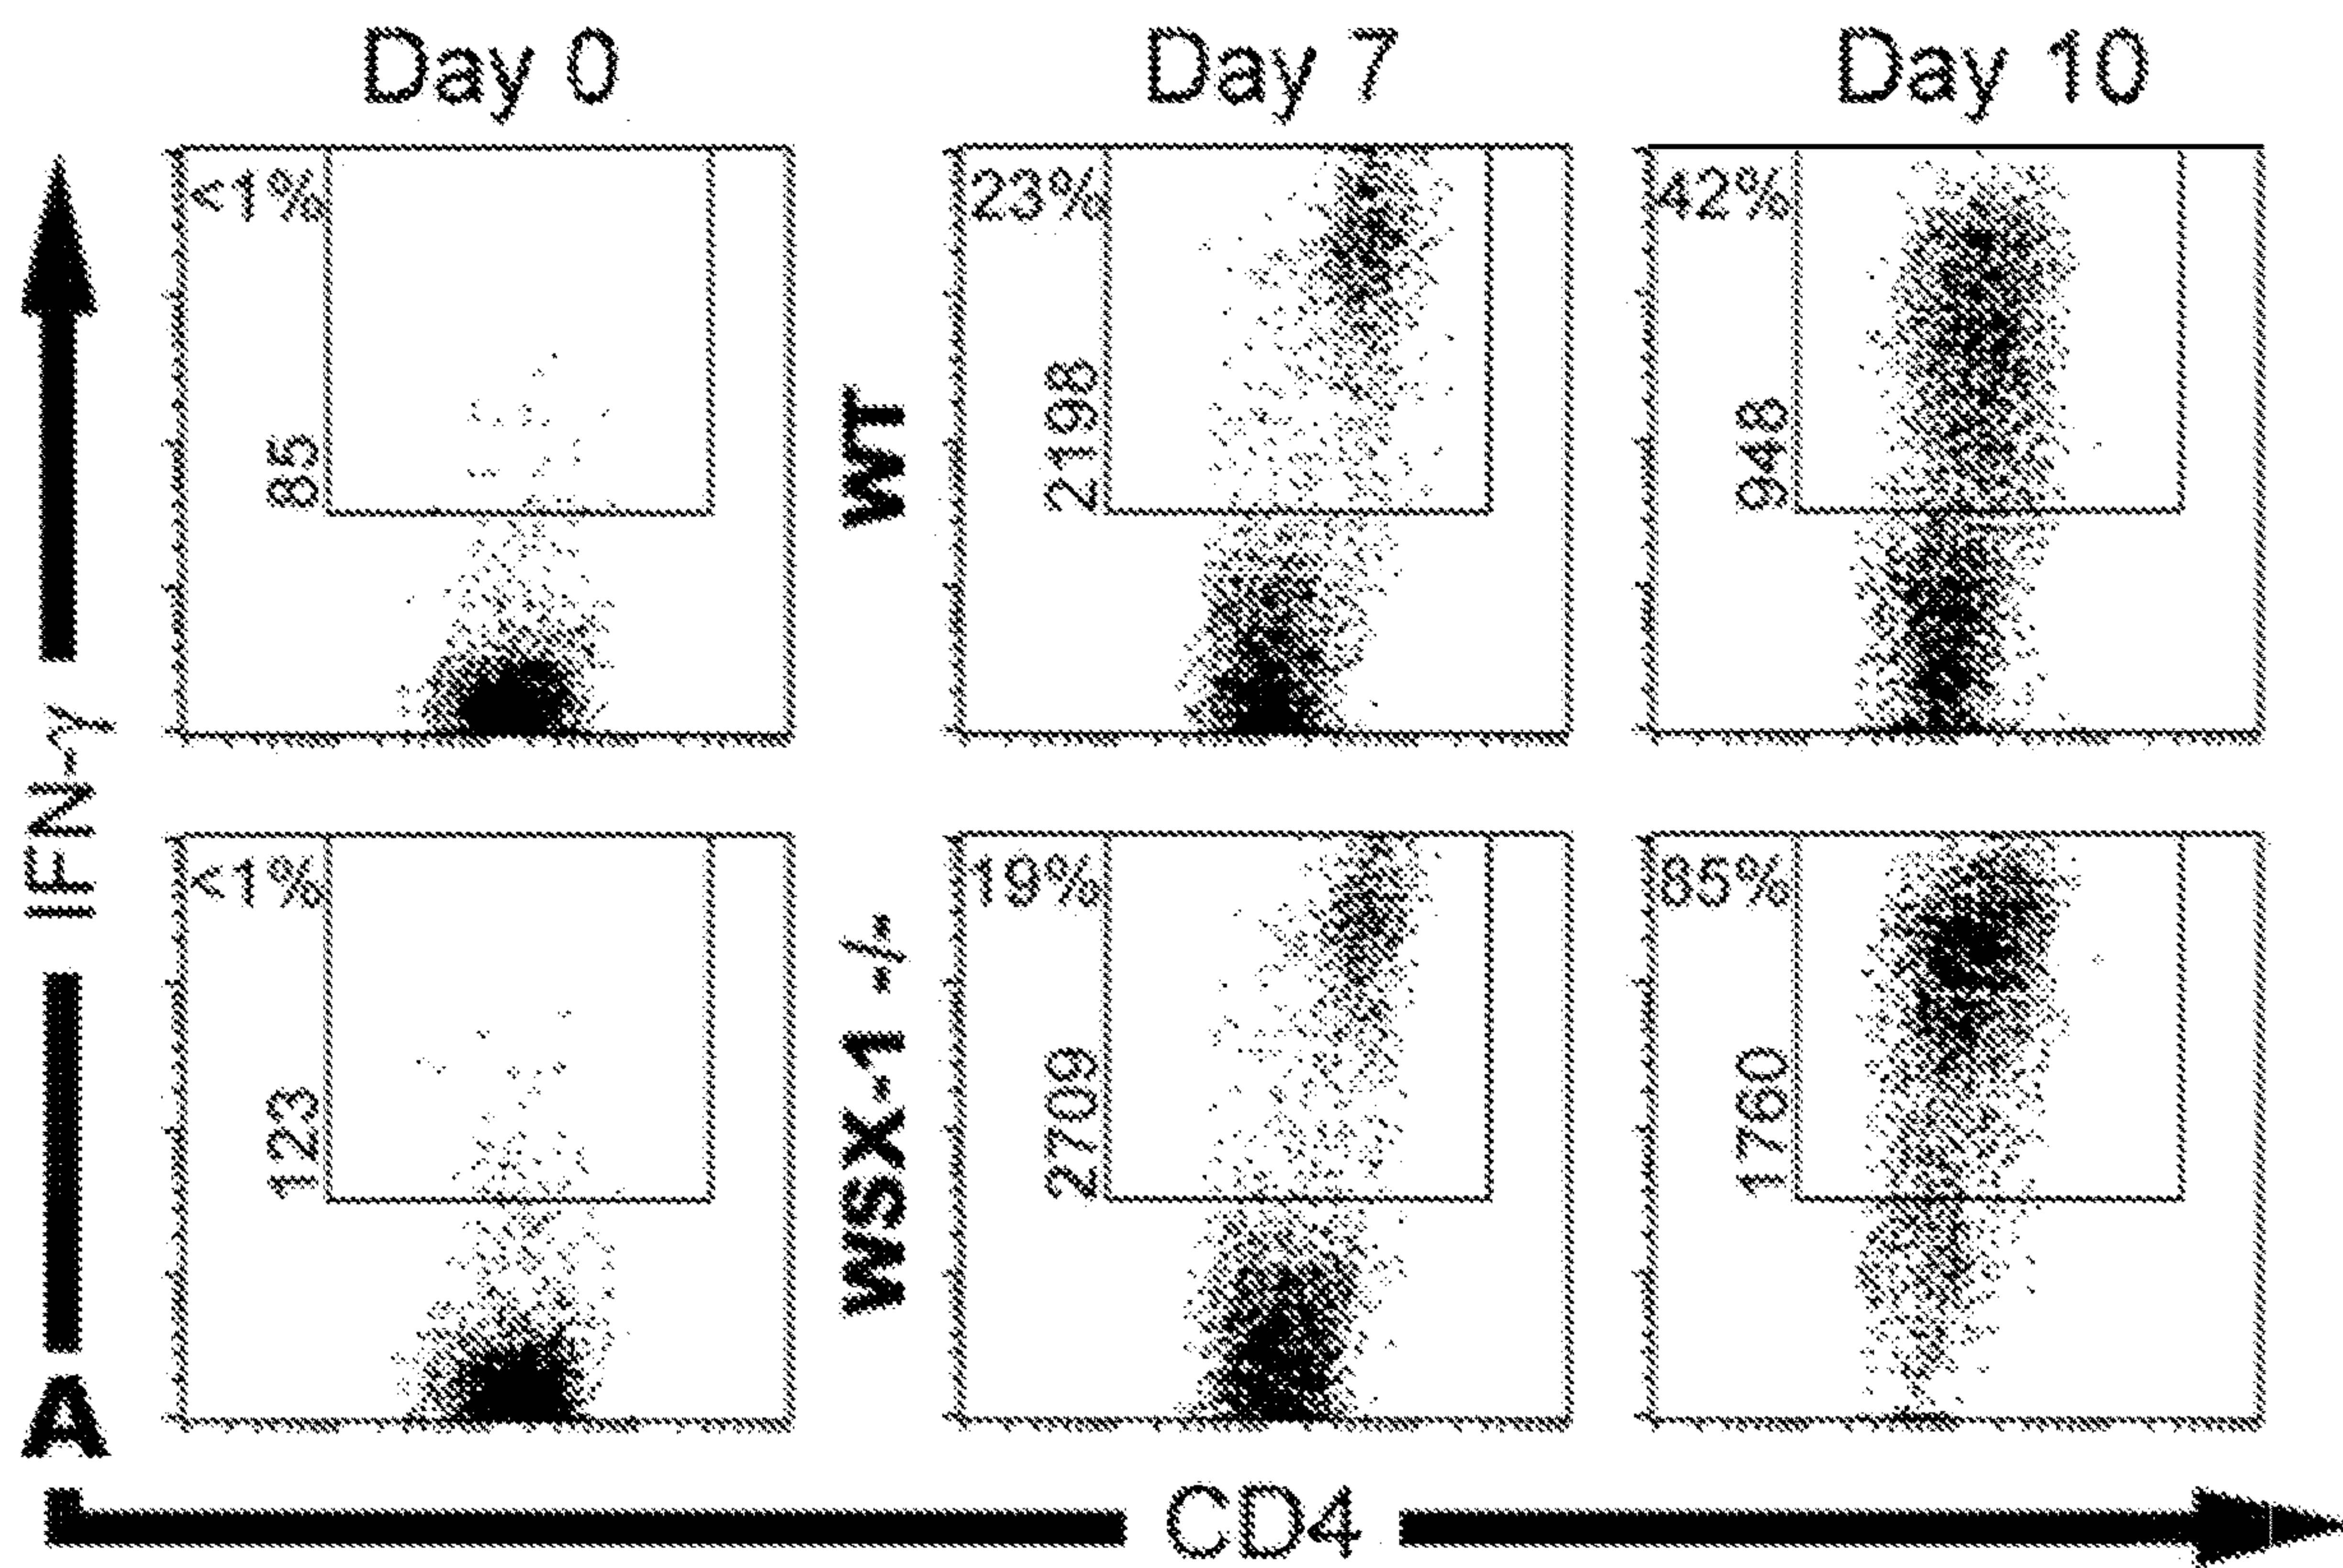 Day 0 Day 7 Day 10
<1% 23% 42%
85 2198 948
WT
IFN-γ
<1% 19% 85%
123 2709 1760
WSX-1 -/-
A
CD4